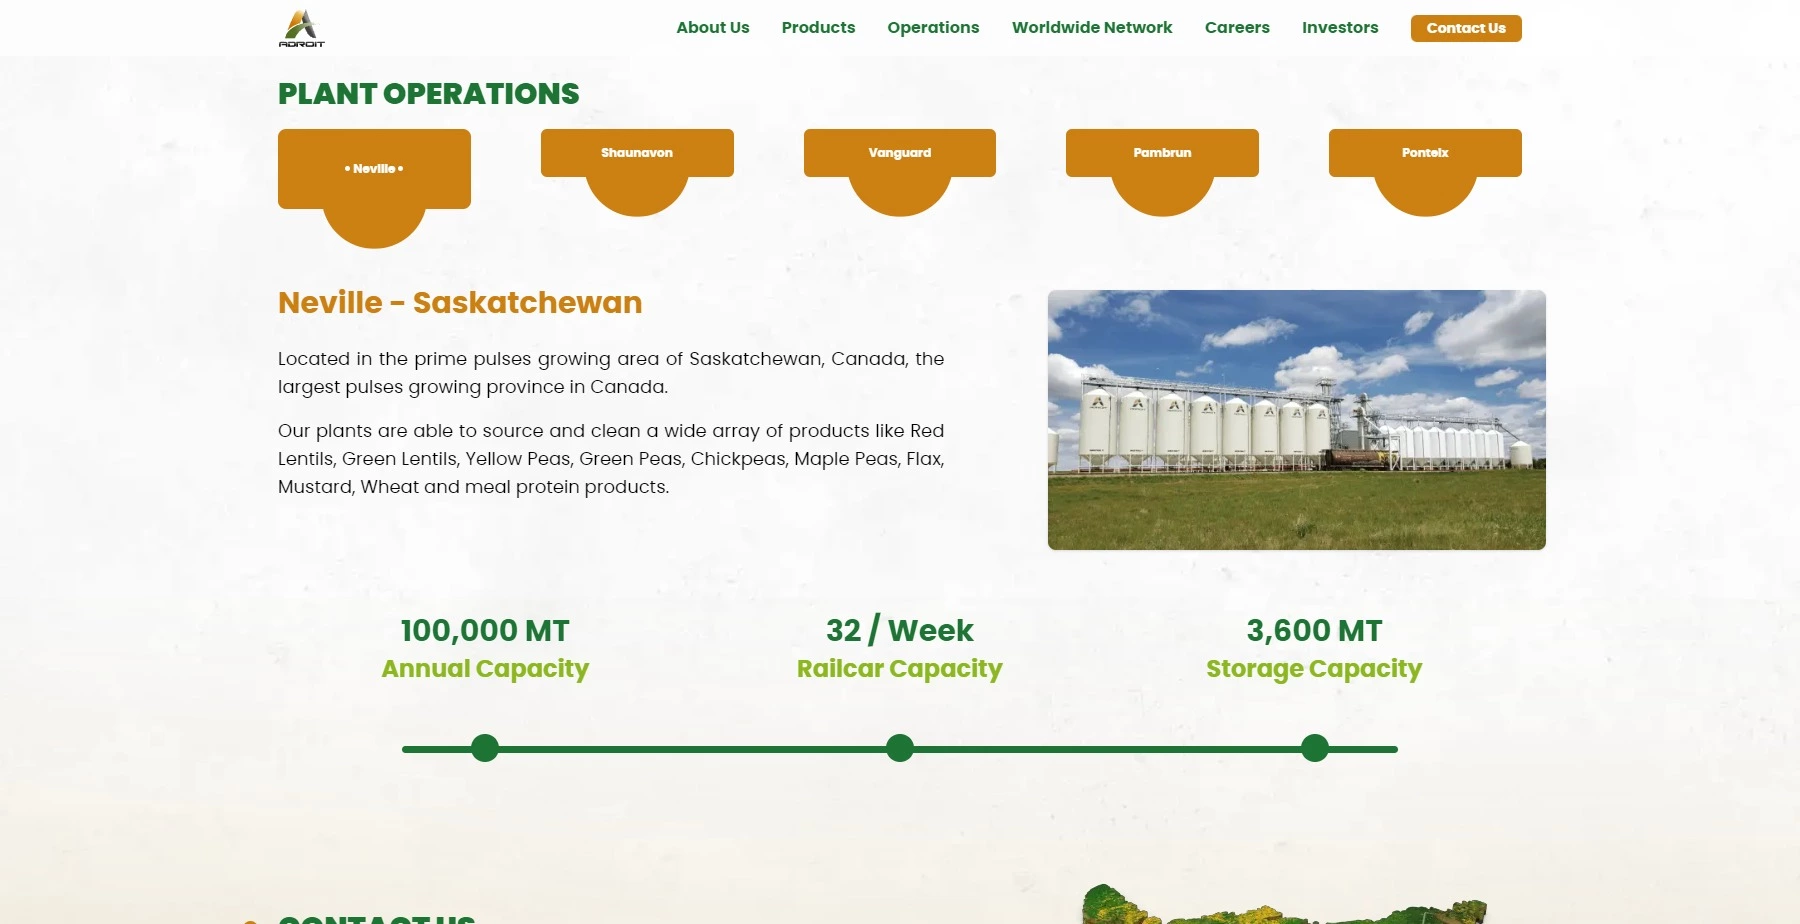 ADROIT
About Us Products Operations Worldwide Network Careers Investors Contact Us
PLANT OPERATIONS
• Neville • Shaunavon Vanguard Pambrun Ponteix
Neville - Saskatchewan
Located in the prime pulses growing area of Saskatchewan, Canada, the
largest pulses growing province in Canada.
Our plants are able to source and clean a wide array of products like Red
Lentils, Green Lentils, Yellow Peas, Green Peas, Chickpeas, Maple Peas, Flax,
Mustard, Wheat and meal protein products.
100,000 MT 32 / Week 3,600 MT
Annual Capacity Railcar Capacity Storage Capacity
CONTACT US